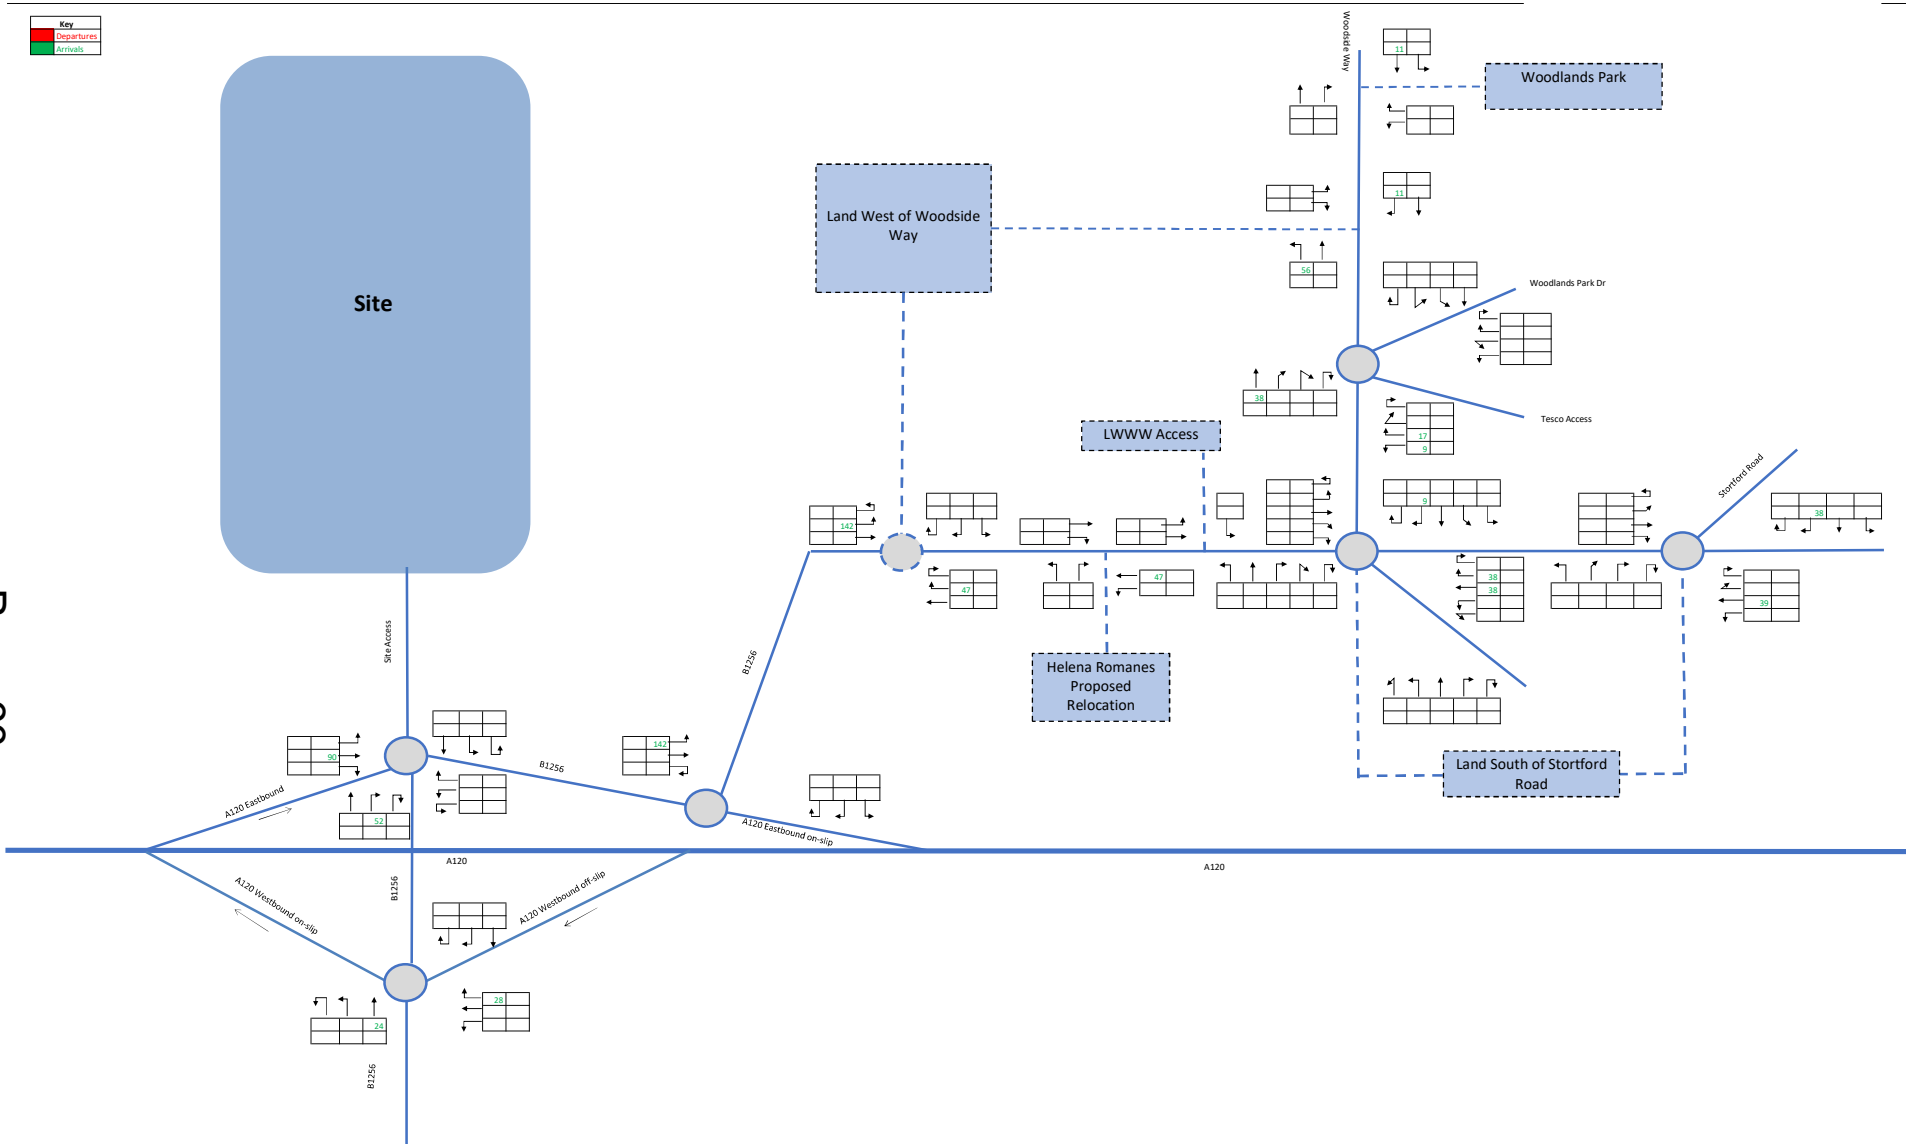 Key
Departures
Arrivals
Woodside Way
11
Woodlands Park
11
Land West of Woodside
Way
56
Woodlands Park Dr
Site
38
Tesco Access
17
9
LWWW Access
Stortford Road
9
38
142
47
47
38
38
39
Site Access
B1256
Helena Romanes
Proposed
Relocation
90
142
B1256
Land South of Stortford
Road
A120 Eastbound
52
A120 Eastbound on-slip
A120
A120
B1256
A120 Westbound on-slip
A120 Westbound off-slip
28
24
B1256